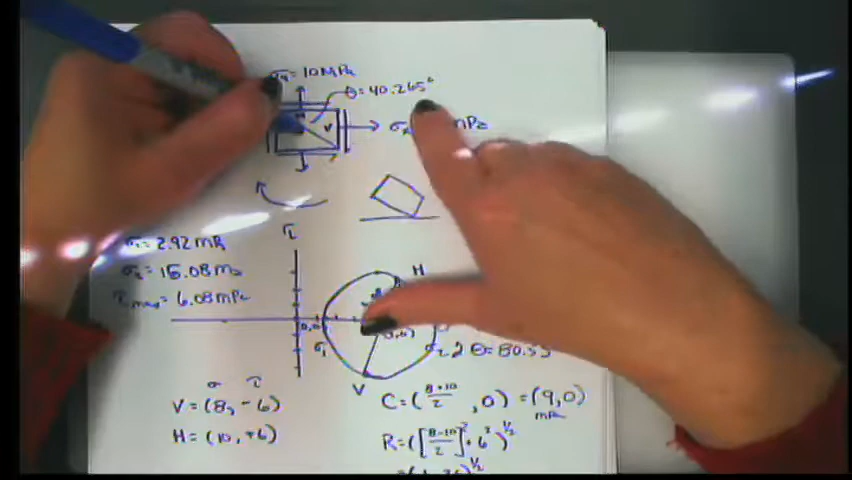 = 10MPa
θ = 40.265°
V
MPa
τ
σ₁ = 2.92 MPa
σ₂ = 15.08 MPa
τmax = 6.08 MPa
H
σ₁
σ₂ 2θ = 80.53
V
σ τ
V = (8, -6)
H = (10, +6)
C = (8+10/2, 0) = (9,0)
MPa
R = ([8-10/2]² + 6²)^½